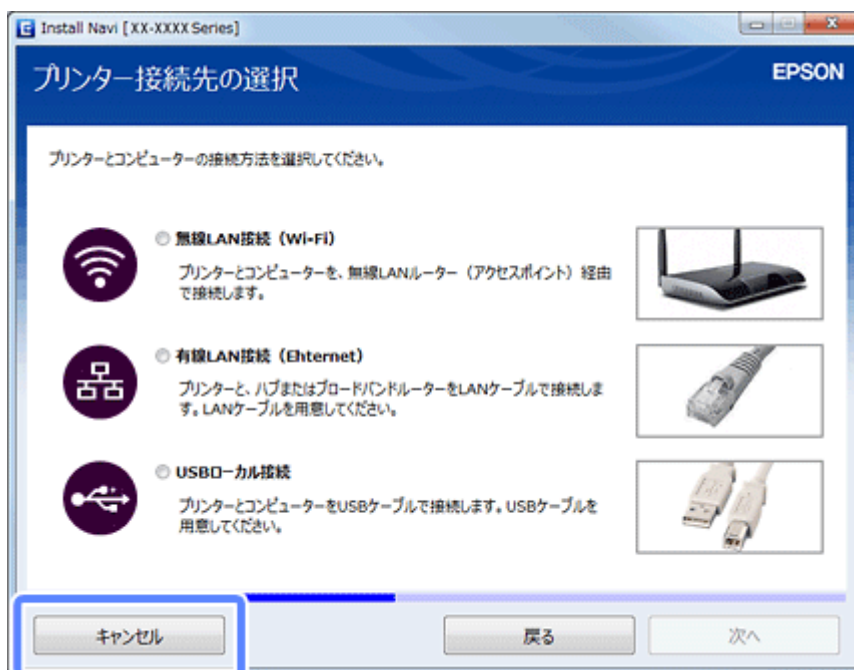 Install Navi [XX-XXXX Series]
プリンター接続先の選択
EPSON
プリンターとコンピューターの接続方法を選択してください。
無線LAN接続（Wi-Fi）
プリンターとコンピューターを、無線LANルーター（アクセスポイント）経由
で接続します。
有線LAN接続（Ehternet）
プリンターと、ハブまたはブロードバンドルーターをLANケーブルで接続しま
す。LANケーブルを用意してください。
USBローカル接続
プリンターとコンピューターをUSBケーブルで接続します。USBケーブルを
用意してください。
キャンセル
戻る
次へ